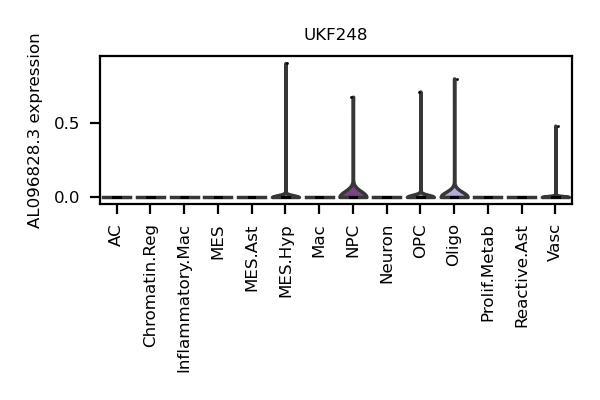 UKF248
AL096828.3 expression
0.5
0.0
AC
Chromatin.Reg
Inflammatory.Mac
MES
MES.Ast
MES.Hyp
Mac
NPC
Neuron
OPC
Oligo
Prolif.Metab
Reactive.Ast
Vasc